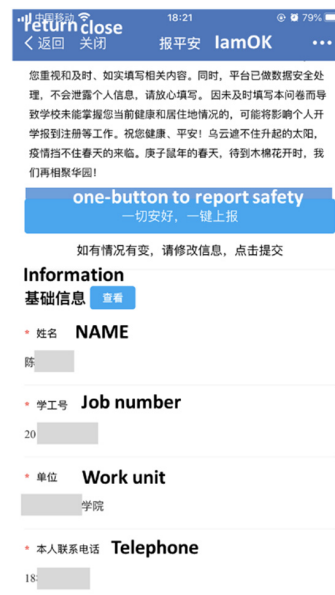 中国移动 18:21 79%
return close
返回 关闭 报平安 IamOK
您重视和及时、如实填写相关内容。同时,平台已做数据安全处
理,不会泄露个人信息,请放心填写。 因未及时填写本问卷而导
致学校未能掌握您当前健康和居住地情况的,可能将影响个人开
学报到注册等工作。祝您健康、平安!乌云遮不住升起的太阳,
疫情挡不住春天的来临。庚子鼠年的春天,待到木棉花开时,我
们再相聚华园!
one-button to report safety
一切安好,一键上报
如有情况有变,请修改信息,点击提交
Information
基础信息 查看
* 姓名 NAME
陈
* 学工号 Job number
20
* 单位 Work unit
学院
* 本人联系电话 Telephone
18